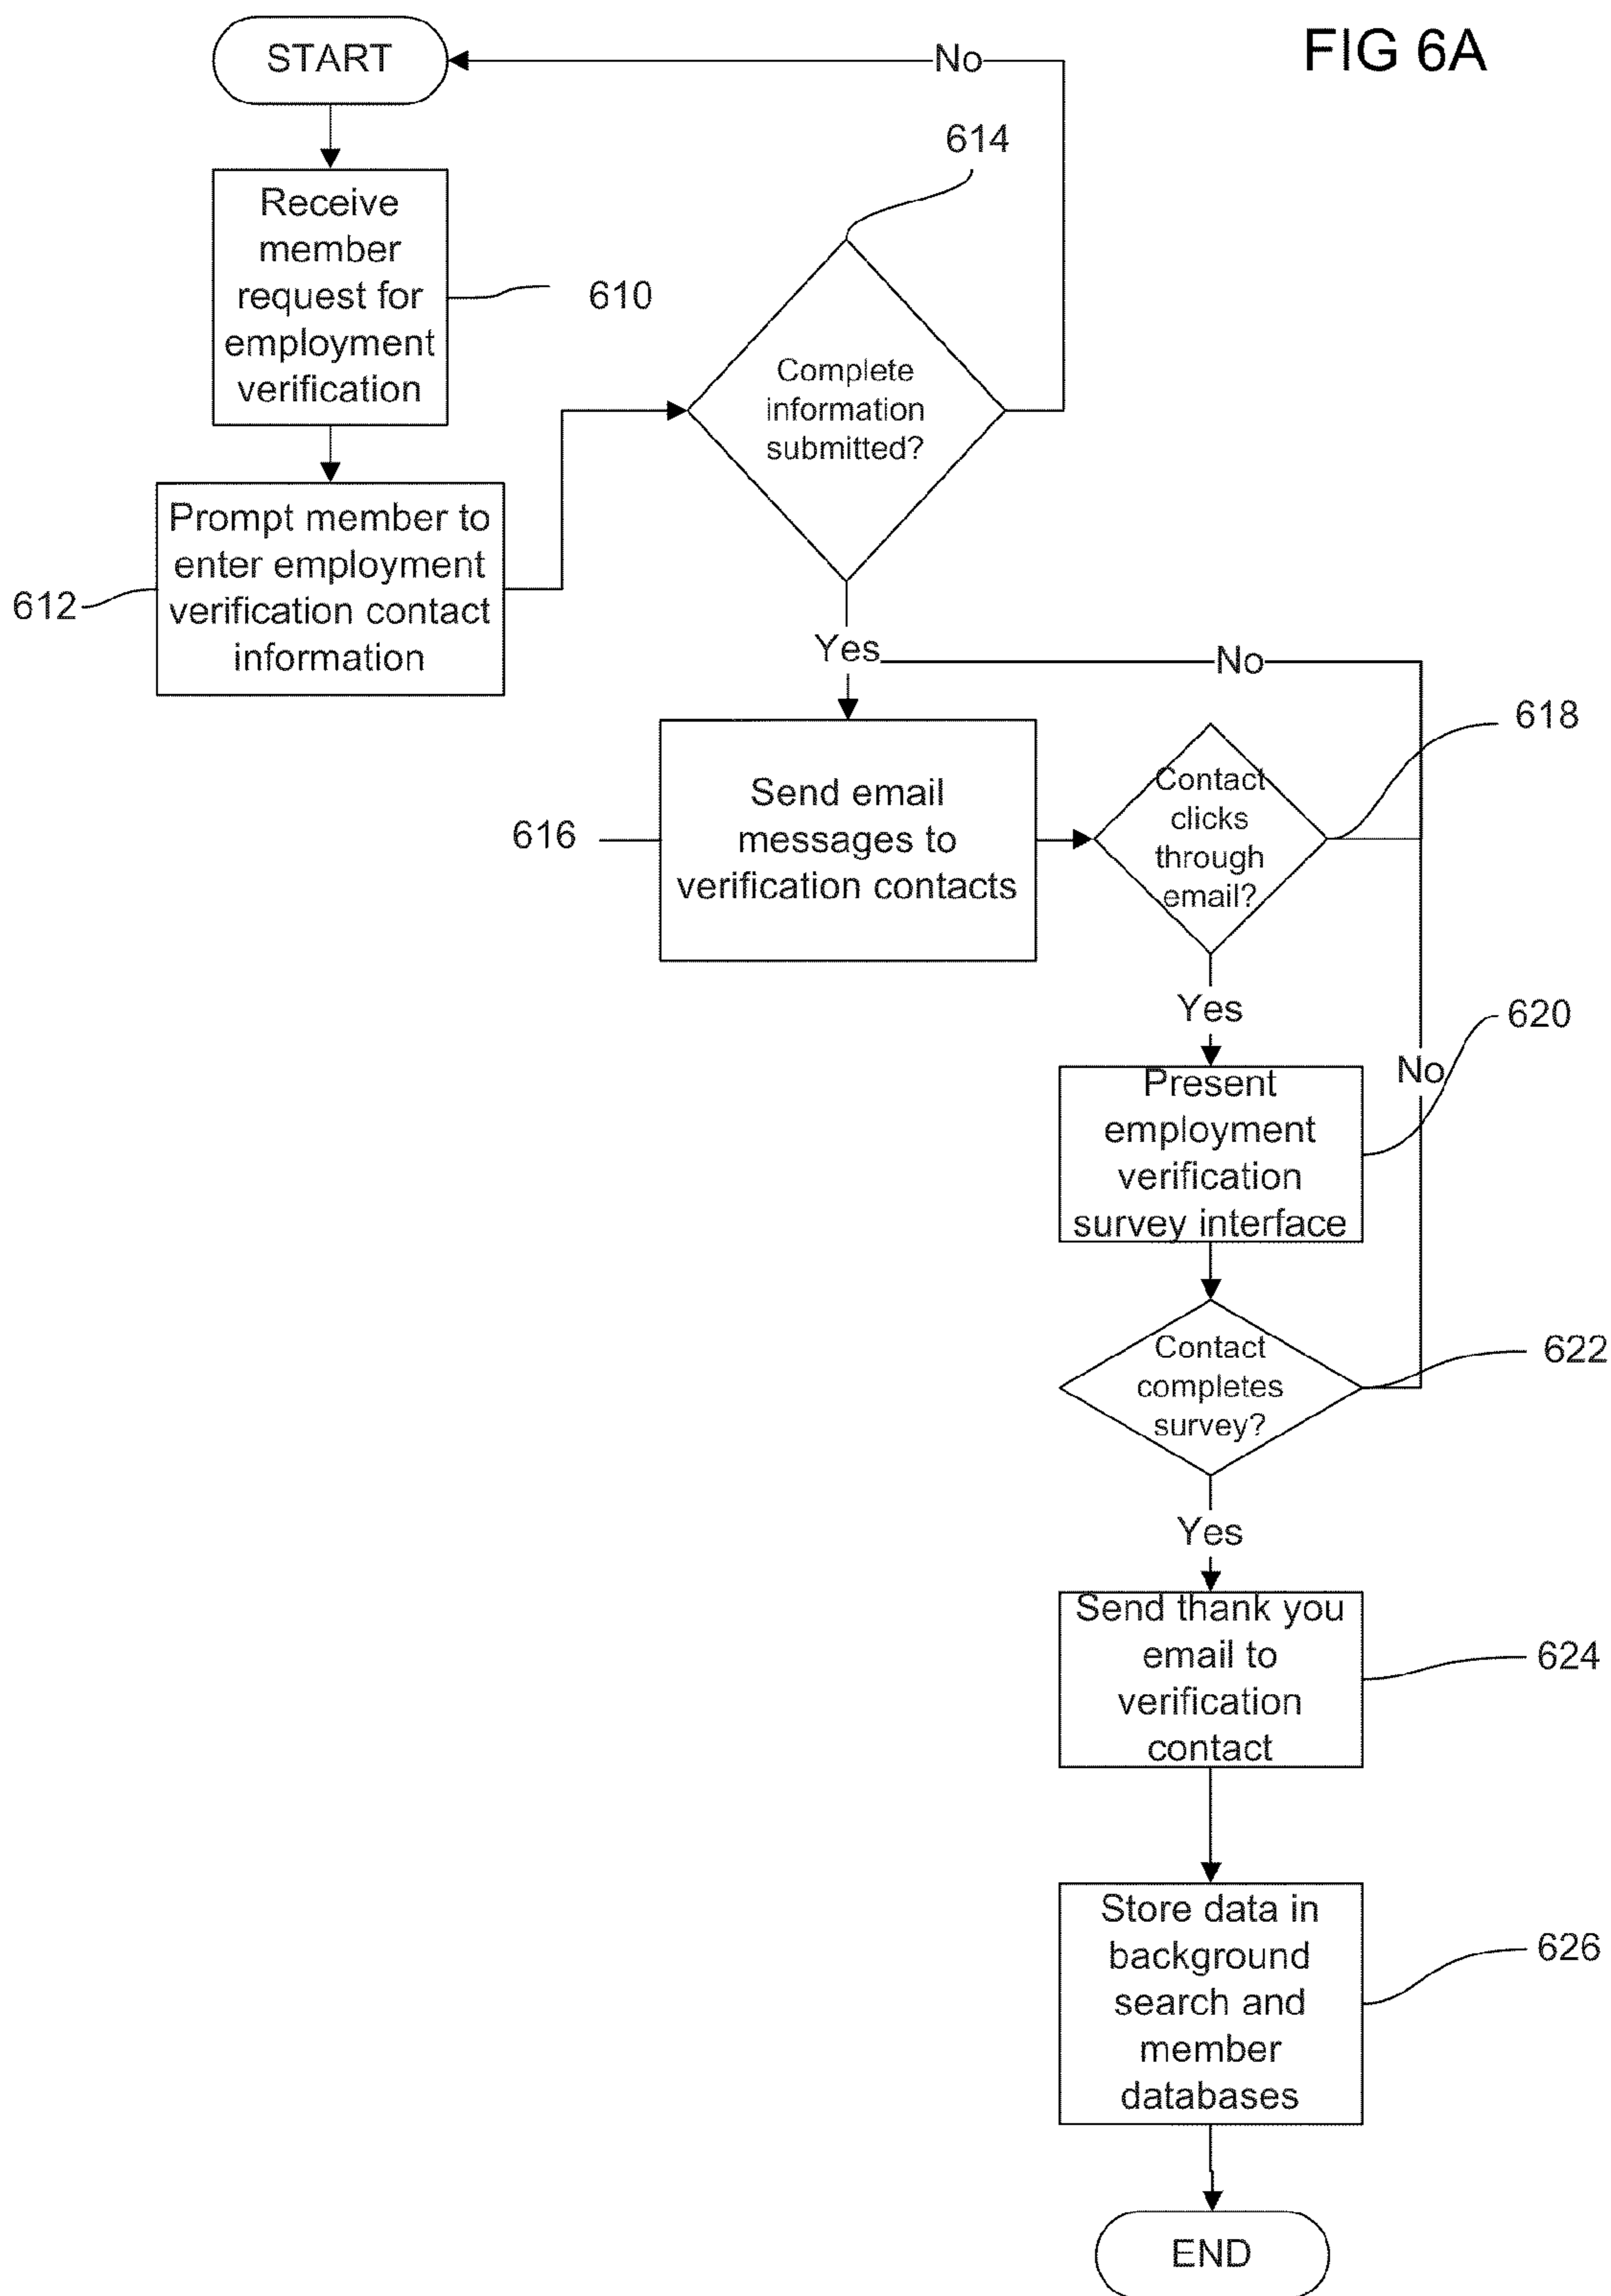 FIG 6A
START
No
614
Receive
member
request for
employment
verification
610
Complete
information
submitted?
Prompt member to
enter employment
verification contact
information
612
Yes
No
618
Send email
messages to
verification contacts
616
Contact
clicks
through
email?
Yes
620
No
Present
employment
verification
survey interface
Contact
completes
survey?
622
Yes
Send thank you
email to
verification
contact
624
Store data in
background
search and
member
databases
626
END